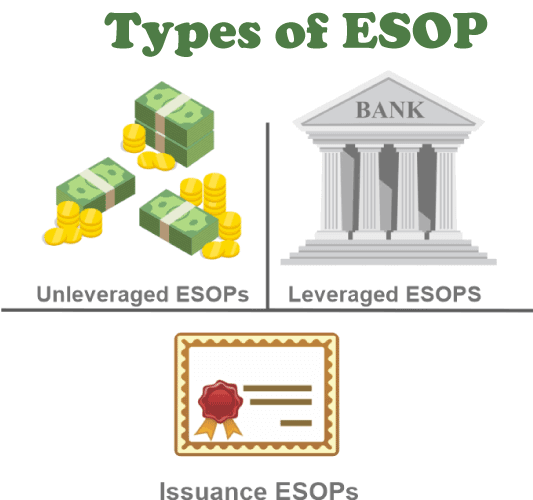 Types of ESOP
BANK
Unleveraged ESOPs
Leveraged ESOPS
Issuance ESOPs